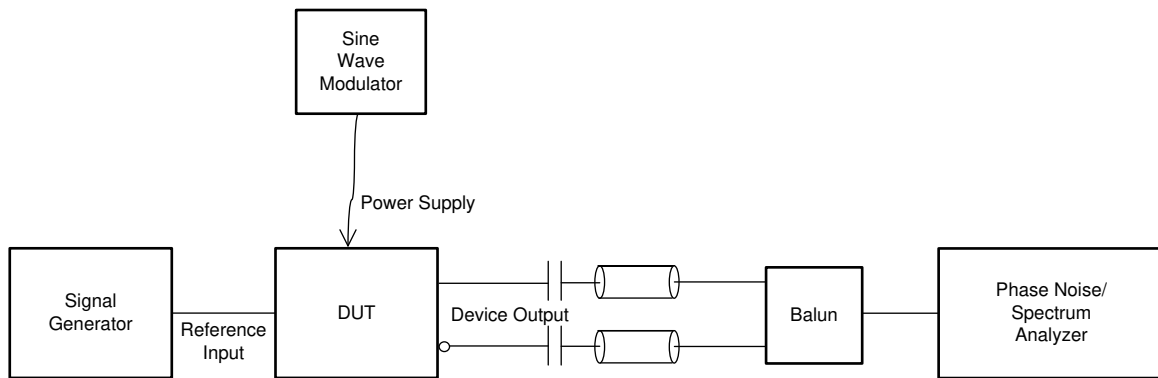 Sine
Wave
Modulator
Power Supply
Signal
Generator
Reference
Input
DUT
Device Output
Balun
Phase Noise/
Spectrum
Analyzer